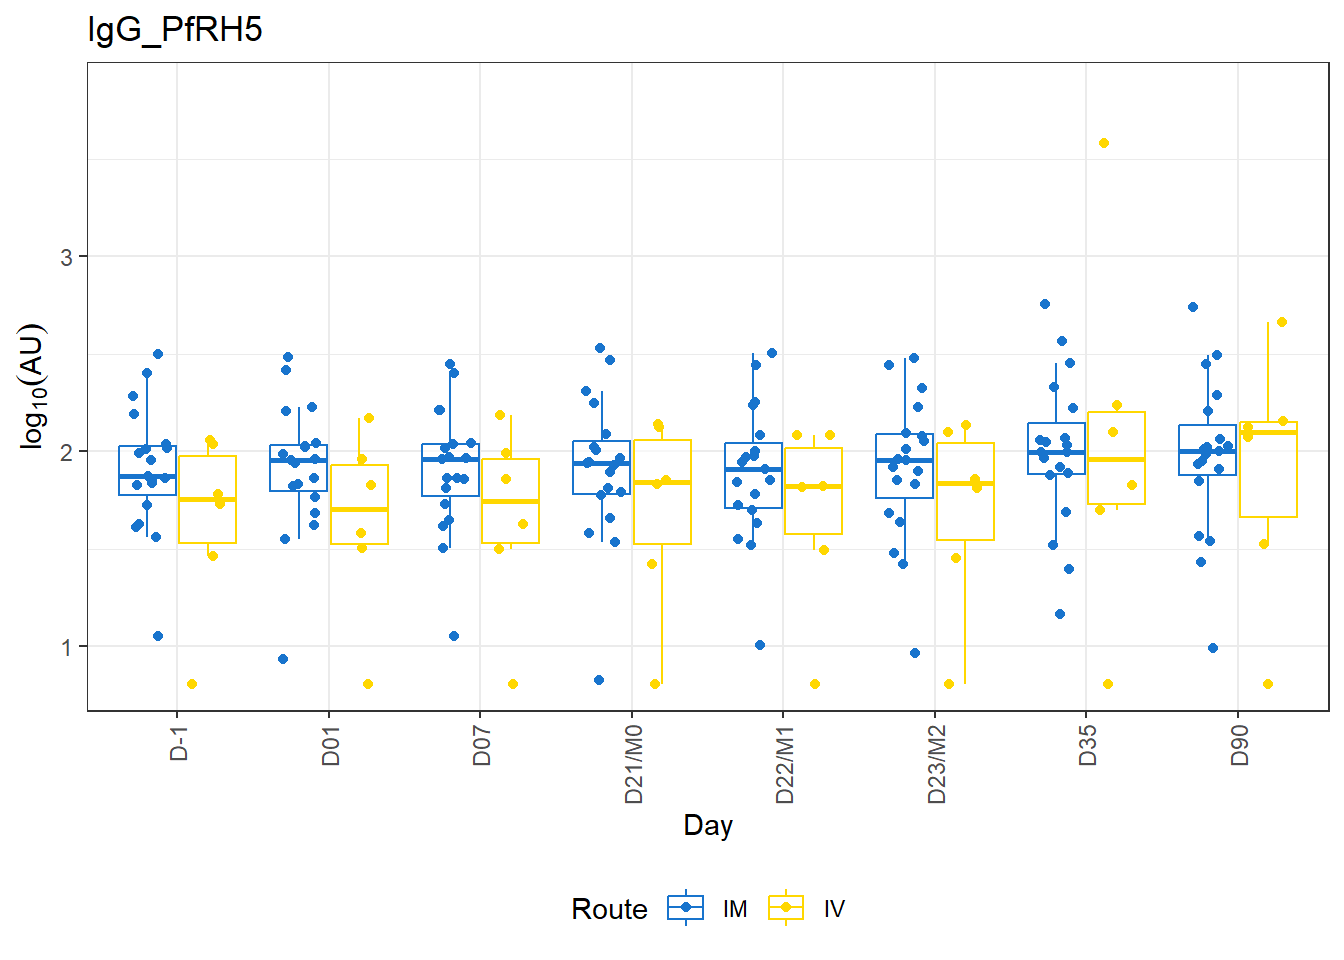 IgG_PfRH5
log10(AU)
3
2
1
D-1
D01
D07
D21/M0
D22/M1
D23/M2
D35
D90
Day
Route IM IV